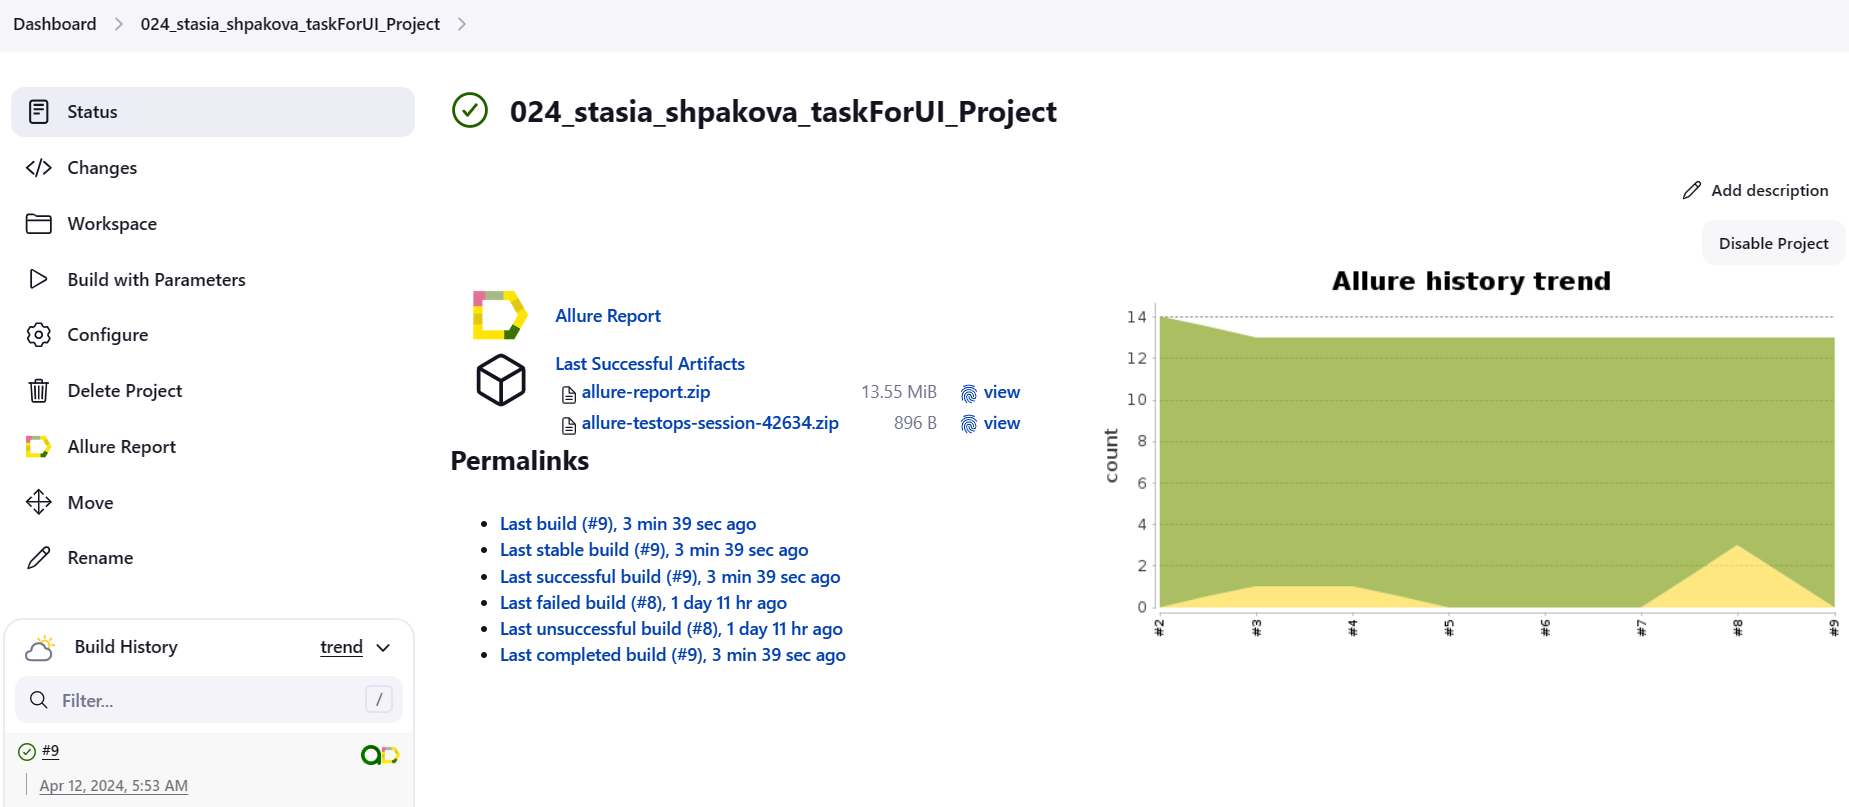 Dashboard 024_stasia_shpakova_taskForUI_Project
Status
Changes
Workspace
Build with Parameters
Configure
Delete Project
Allure Report
Move
Rename
Build History trend
Filter... /
#9
Apr 12, 2024, 5:53 AM
024_stasia_shpakova_taskForUI_Project
Add description
Disable Project
Allure Report
Last Successful Artifacts
allure-report.zip 13.55 MiB view
allure-testops-session-42634.zip 896 B view
Permalinks
Last build (#9), 3 min 39 sec ago
Last stable build (#9), 3 min 39 sec ago
Last successful build (#9), 3 min 39 sec ago
Last failed build (#8), 1 day 11 hr ago
Last unsuccessful build (#8), 1 day 11 hr ago
Last completed build (#9), 3 min 39 sec ago
Allure history trend
count
14
12
10
8
6
4
2
0
#2 #3 #4 #5 #6 #7 #8 #9